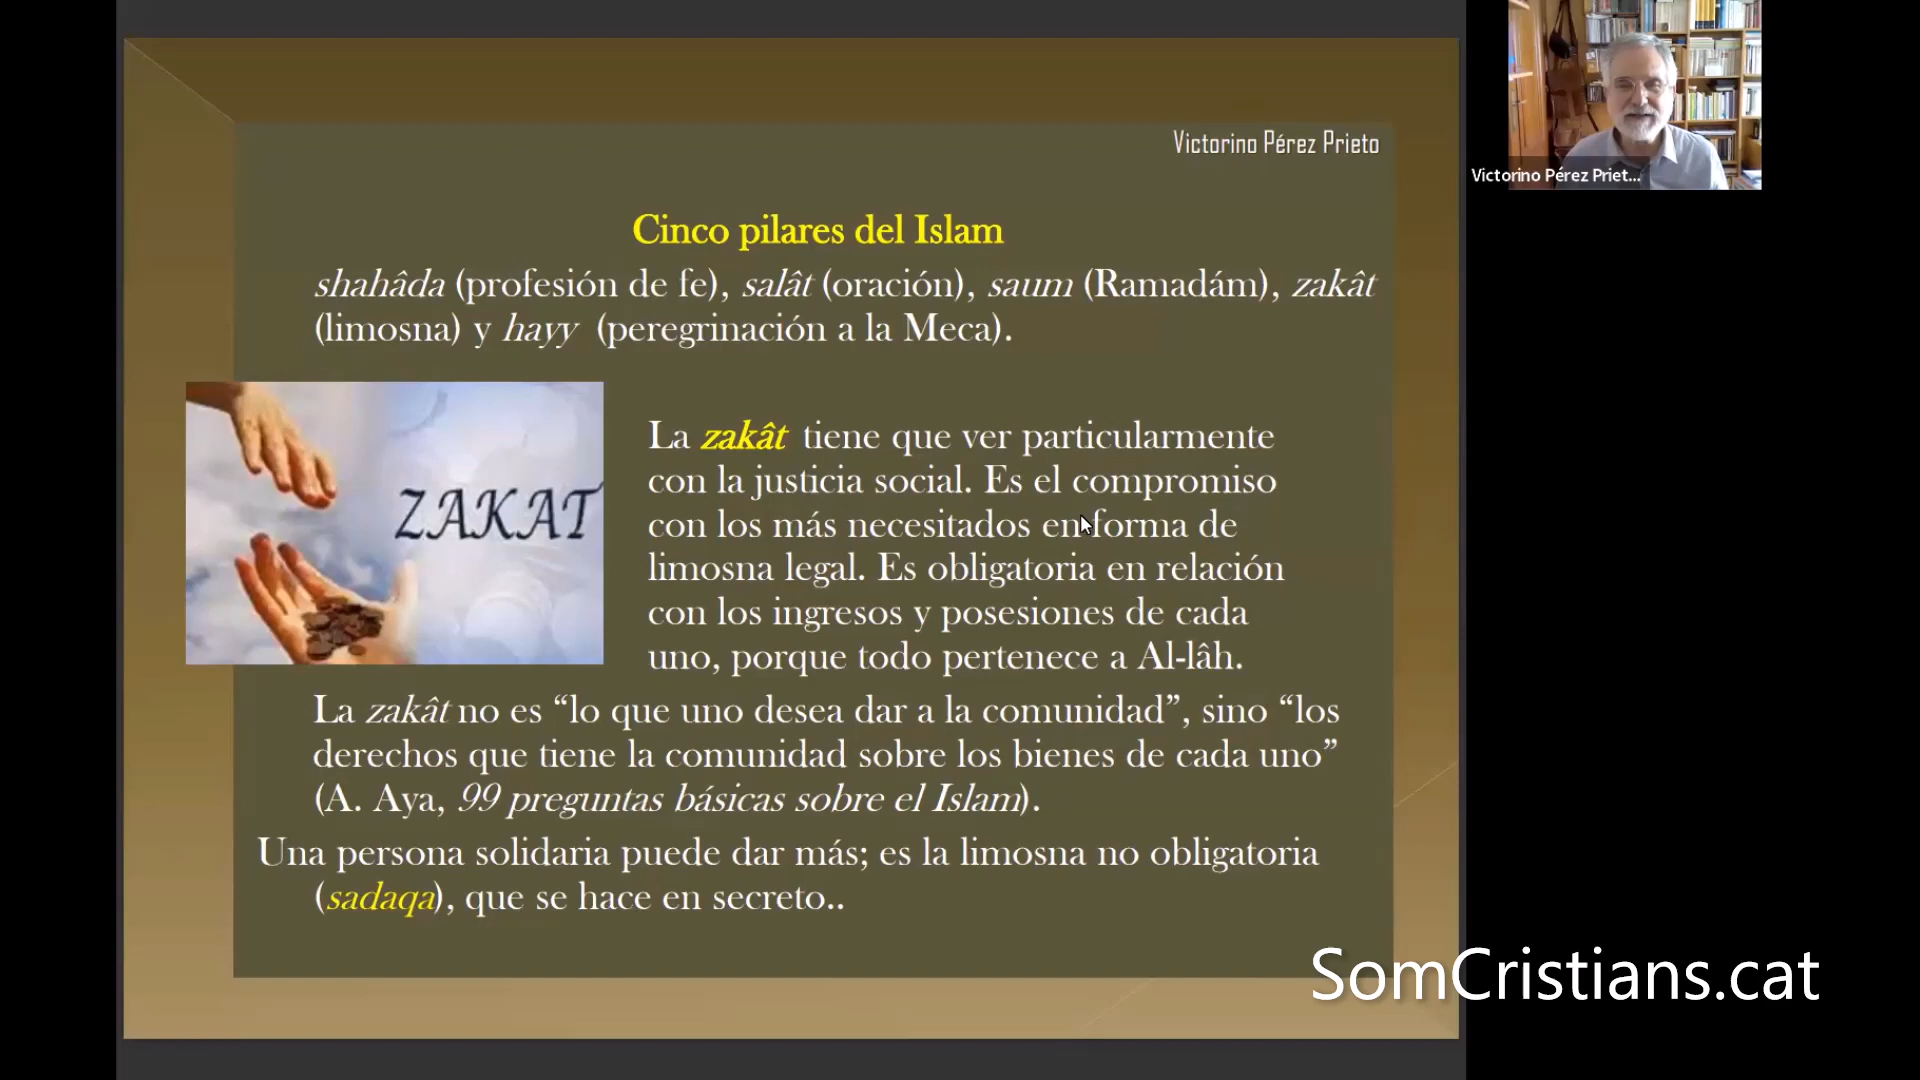 Victorino Pérez Prieto
Victorino Pérez Priet...
Cinco pilares del Islam
shahâda (profesión de fe), salât (oración), saum (Ramadám), zakât
(limosna) y hayy (peregrinación a la Meca).
ZAKAT
La zakât tiene que ver particularmente
con la justicia social. Es el compromiso
con los más necesitados en forma de
limosna legal. Es obligatoria en relación
con los ingresos y posesiones de cada
uno, porque todo pertenece a Al-lâh.
La zakât no es “lo que uno desea dar a la comunidad”, sino “los
derechos que tiene la comunidad sobre los bienes de cada uno”
(A. Aya, 99 preguntas básicas sobre el Islam).
Una persona solidaria puede dar más; es la limosna no obligatoria
(sadaqa), que se hace en secreto..
SomCristians.cat